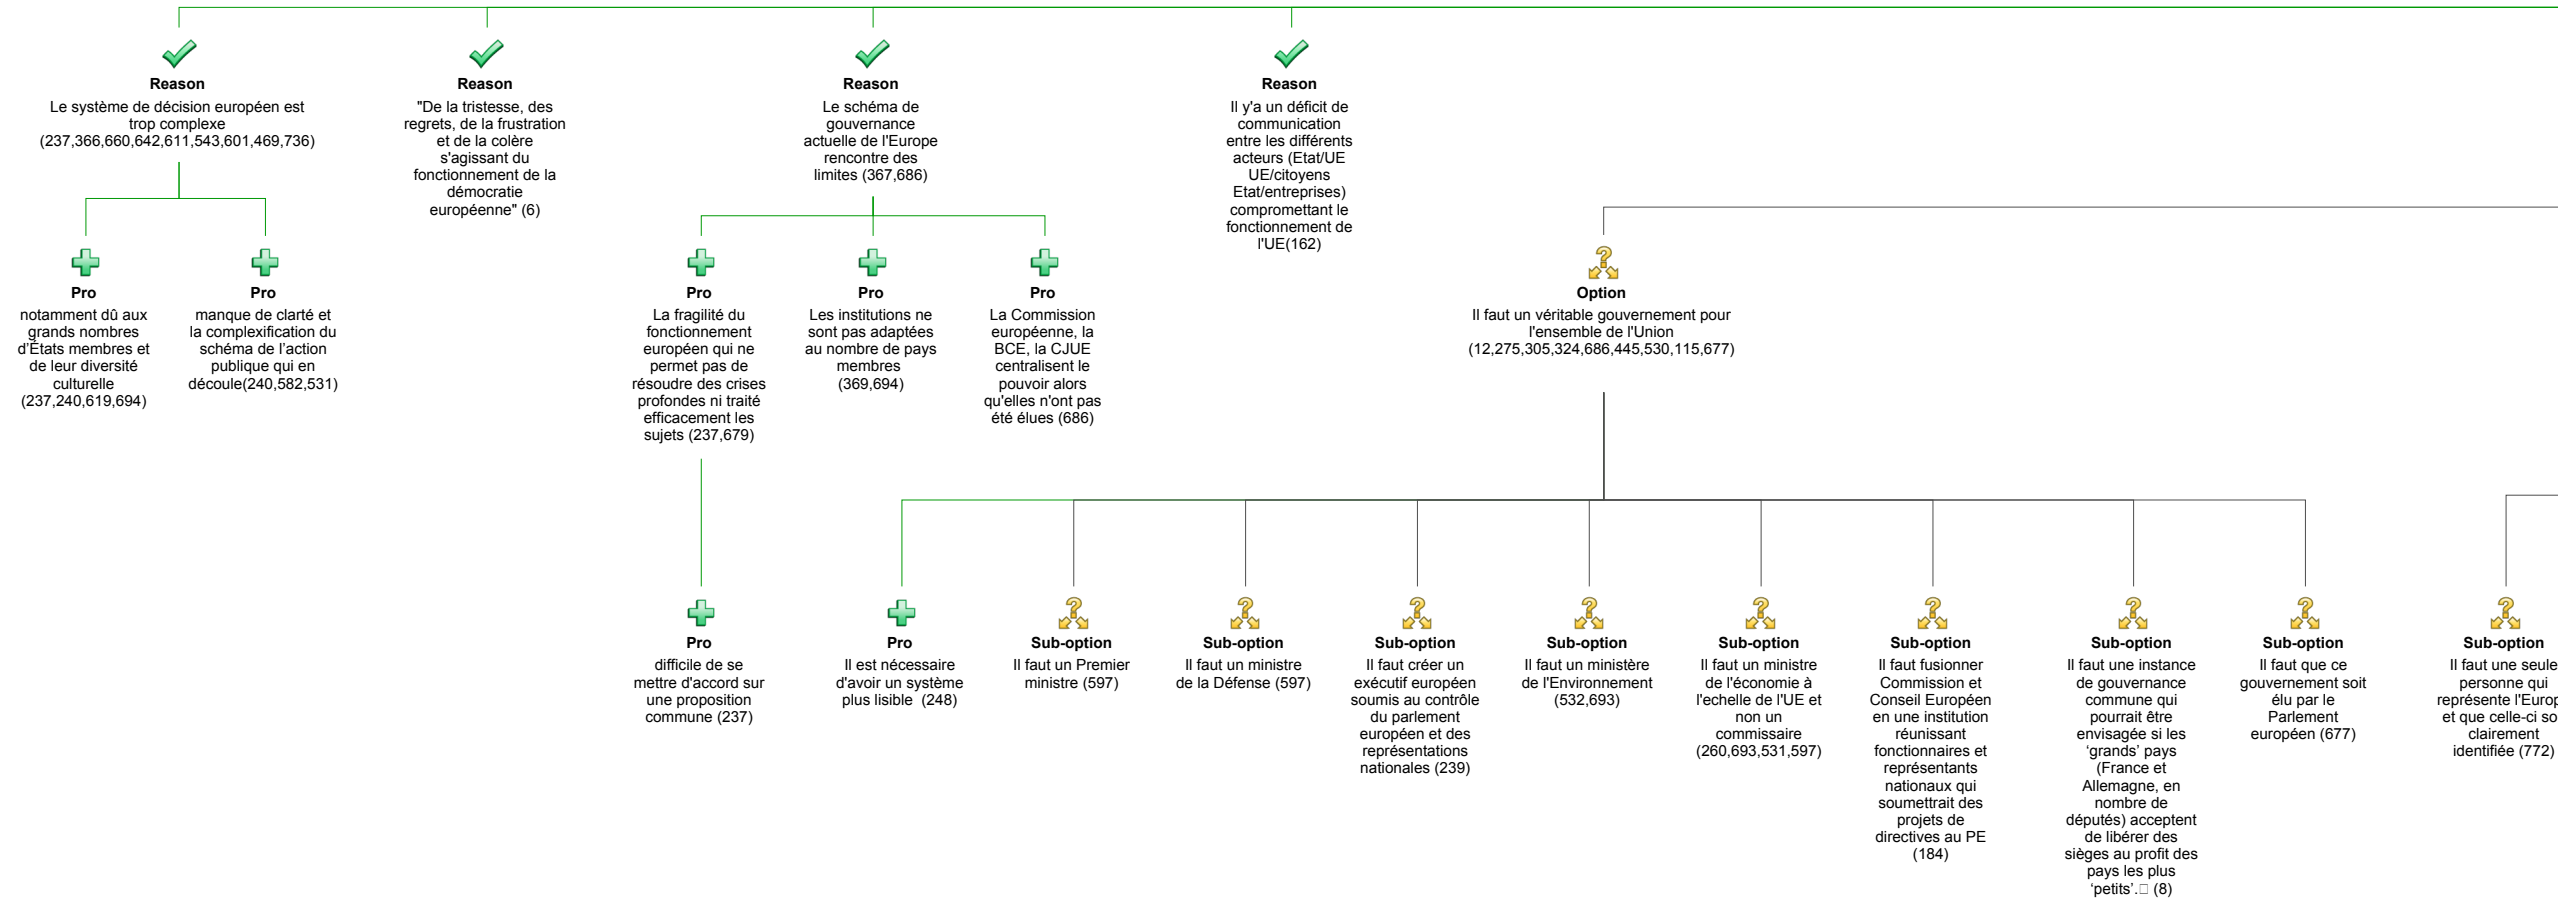 Reason
Le système de décision européen est
trop complexe
(237,366,660,642,611,543,601,469,736)
Reason
"De la tristesse, des
regrets, de la frustration
et de la colère
s'agissant du
fonctionnement de la
démocratie
européenne" (6)
Reason
Le schéma de
gouvernance
actuelle de l'Europe
rencontre des
limites (367,686)
Reason
Il y'a un déficit de
communication
entre les différents
acteurs (Etat/UE
UE/citoyens
Etat/entreprises)
compromettant le
fonctionnement de
l'UE(162)
Pro
notamment dû aux
grands nombres
d'États membres et
de leur diversité
culturelle
(237,240,619,694)
Pro
manque de clarté et
la complexification du
schéma de l'action
publique qui en
découle(240,582,531)
Pro
La fragilité du
fonctionnement
européen qui ne
permet pas de
résoudre des crises
profondes ni traité
efficacement les
sujets (237,679)
Pro
Les institutions ne
sont pas adaptées
au nombre de pays
membres
(369,694)
Pro
La Commission
européenne, la
BCE, la CJUE
centralisent le
pouvoir alors
qu'elles n'ont pas
été élues (686)
Option
Il faut un véritable gouvernement pour
l'ensemble de l'Union
(12,275,305,324,686,445,530,115,677)
Pro
difficile de se
mettre d'accord sur
une proposition
commune (237)
Pro
Il est nécessaire
d'avoir un système
plus lisible (248)
Sub-option
Il faut un Premier
ministre (597)
Sub-option
Il faut un ministre
de la Défense (597)
Sub-option
Il faut créer un
exécutif européen
soumis au contrôle
du parlement
européen et des
représentations
nationales (239)
Sub-option
Il faut un ministère
de l'Environnement
(532,693)
Sub-option
Il faut un ministre
de l'économie à
l'echelle de l'UE et
non un
commissaire
(260,693,531,597)
Sub-option
Il faut fusionner
Commission et
Conseil Européen
en une institution
réunissant
fonctionnaires et
représentants
nationaux qui
soumettrait des
projets de
directives au PE
(184)
Sub-option
Il faut une instance
de gouvernance
commune qui
pourrait être
envisagée si les
‘grands’ pays
(France et
Allemagne, en
nombre de
députés) acceptent
de libérer des
sièges au profit des
pays les plus
‘petits’. (8)
Sub-option
Il faut que ce
gouvernement soit
élu par le
Parlement
européen (677)
Sub-option
Il faut une seule
personne qui
représente
et que celle-ci
clairement
identifiée (772)